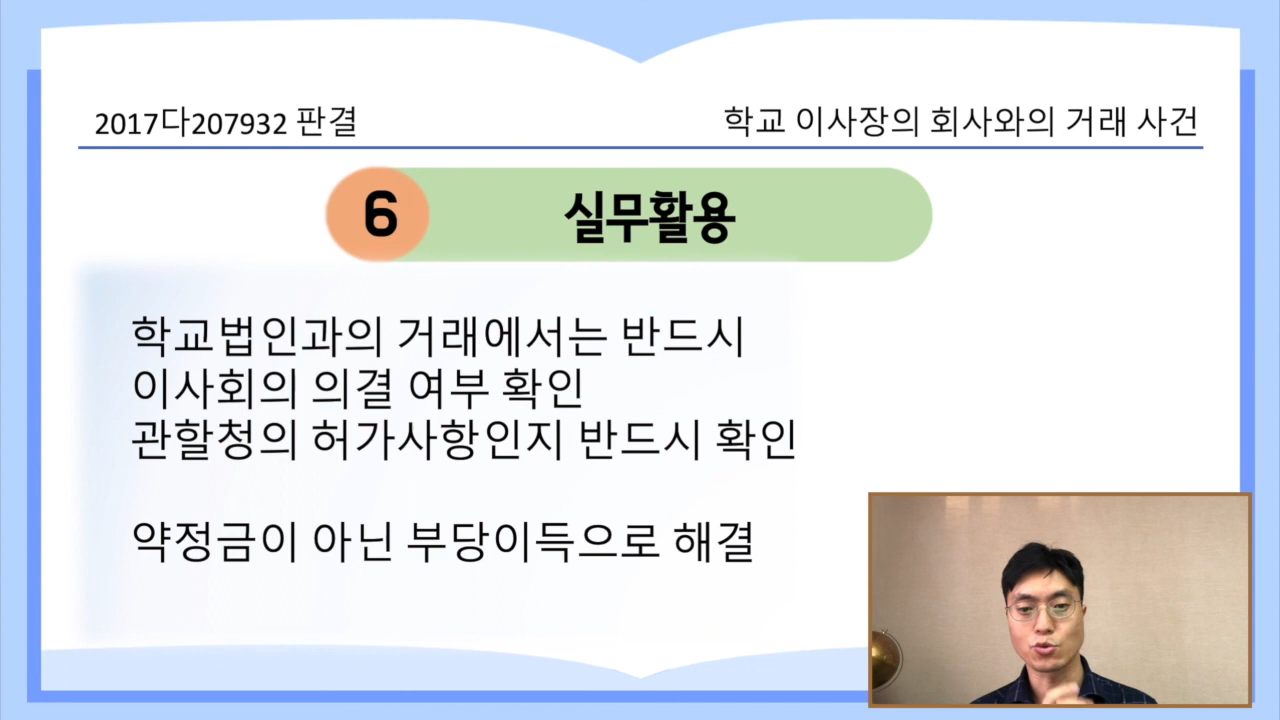 2017다207932 판결
학교 이사장의 회사와의 거래 사건
6 실무활용
학교법인과의 거래에서는 반드시
이사회의 의결 여부 확인
관할청의 허가사항인지 반드시 확인
약정금이 아닌 부당이득으로 해결